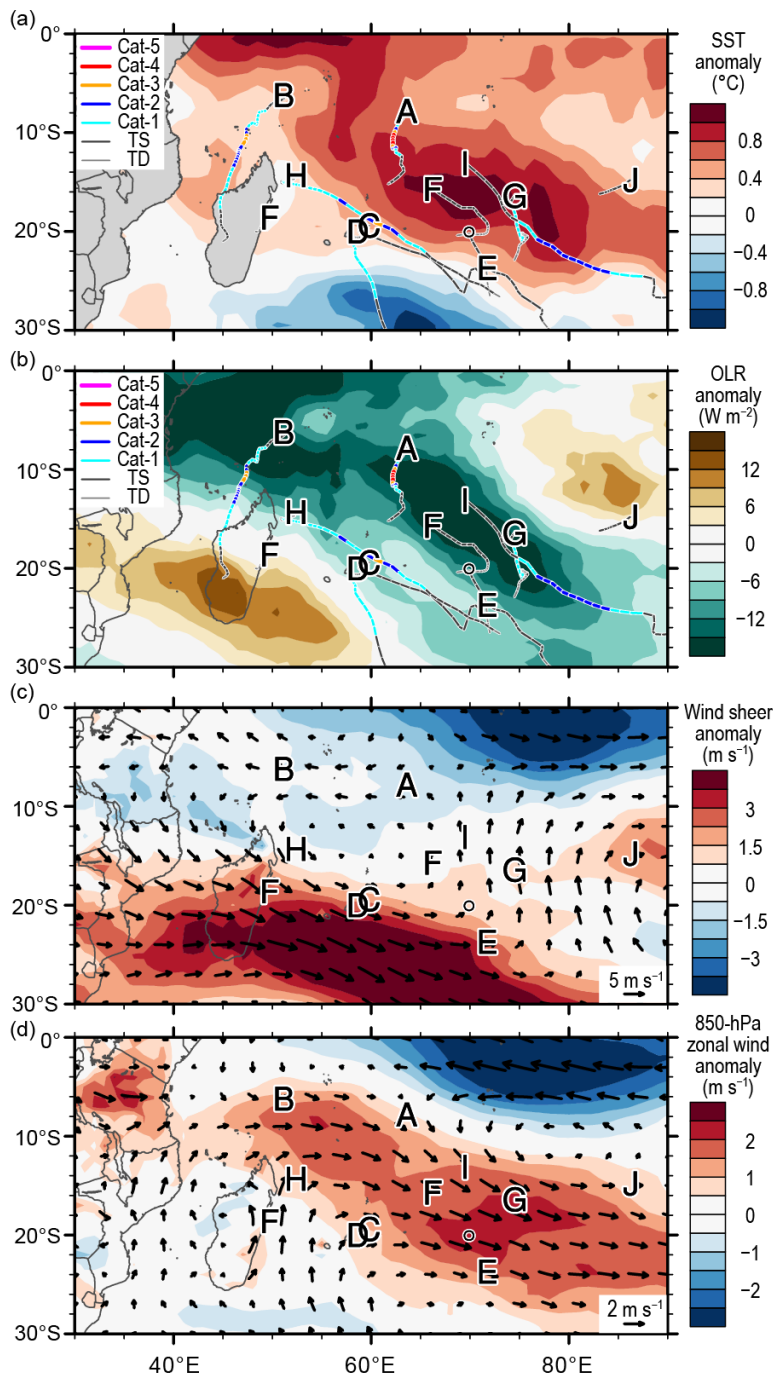 (a)
0°
10°S
20°S
30°S
Cat-5
Cat-4
Cat-3
Cat-2
Cat-1
TS
TD
B
A
H
F
I
G
J
F
D
C
E
SST
anomaly
(°C)
0.8
0.4
0
−0.4
−0.8
(b)
0°
10°S
20°S
30°S
Cat-5
Cat-4
Cat-3
Cat-2
Cat-1
TS
TD
B
A
H
F
I
G
J
F
D
C
E
OLR
anomaly
(W m⁻²)
12
6
0
−6
−12
(c)
0°
10°S
20°S
30°S
B
A
H
F
I
G
J
F
D
C
E
5 m s⁻¹
Wind sheer
anomaly
(m s⁻¹)
3
1.5
0
−1.5
−3
(d)
0°
10°S
20°S
30°S
B
A
H
F
I
G
J
F
D
C
E
2 m s⁻¹
850-hPa
zonal wind
anomaly
(m s⁻¹)
2
1
0
−1
−2
40°E
60°E
80°E